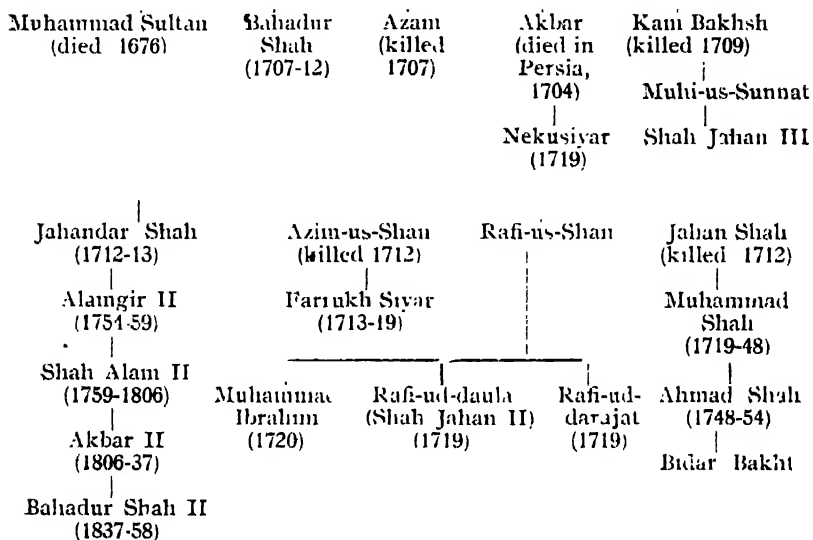 Muhammad Sultan
(died 1676)
Bahadur
Shah
(1707-12)
Azam
(killed
1707)
Akbar
(died in
Persia,
1704)
Nekusiyar
(1719)
Kam Bakhsh
(killed 1709)
Muhi-us-Sunnat
Shah Jahan III
Jahandar Shah
(1712-13)
Alamgir II
(1754-59)
Shah Alam II
(1759-1806)
Akbar II
(1806-37)
Bahadur Shah II
(1837-58)
Azim-us-Shan
(killed 1712)
Farrukh Siyar
(1713-19)
Rafi-us-Shan
Muhammad
Ibrahim
(1720)
Rafi-ud-daula
(Shah Jahan II)
(1719)
Rafi-ud-
darajat
(1719)
Jahan Shah
(killed 1712)
Muhammad
Shah
(1719-48)
Ahmad Shah
(1748-54)
Bidar Bakht